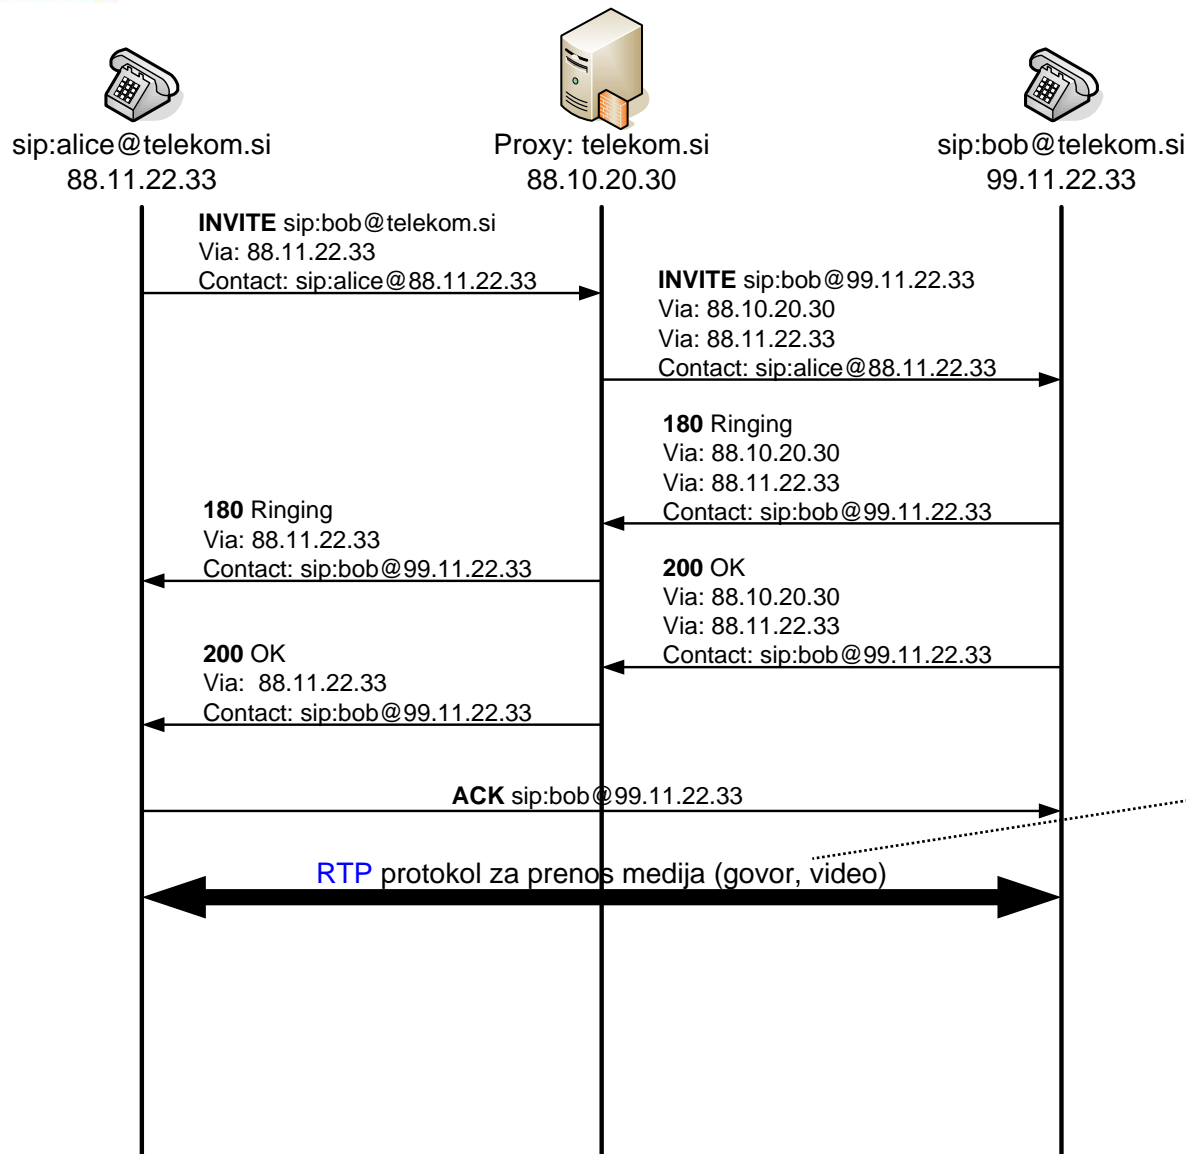 sip:alice@telekom.si
88.11.22.33
Proxy: telekom.si
88.10.20.30
sip:bob@telekom.si
99.11.22.33
INVITE sip:bob@telekom.si
Via: 88.11.22.33
Contact: sip:alice@88.11.22.33
INVITE sip:bob@99.11.22.33
Via: 88.10.20.30
Via: 88.11.22.33
Contact: sip:alice@88.11.22.33
180 Ringing
Via: 88.10.20.30
Via: 88.11.22.33
Contact: sip:bob@99.11.22.33
180 Ringing
Via: 88.11.22.33
Contact: sip:bob@99.11.22.33
200 OK
Via: 88.10.20.30
Via: 88.11.22.33
Contact: sip:bob@99.11.22.33
200 OK
Via:  88.11.22.33
Contact: sip:bob@99.11.22.33
ACK sip:bob@99.11.22.33
RTP protokol za prenos medija (govor, video)